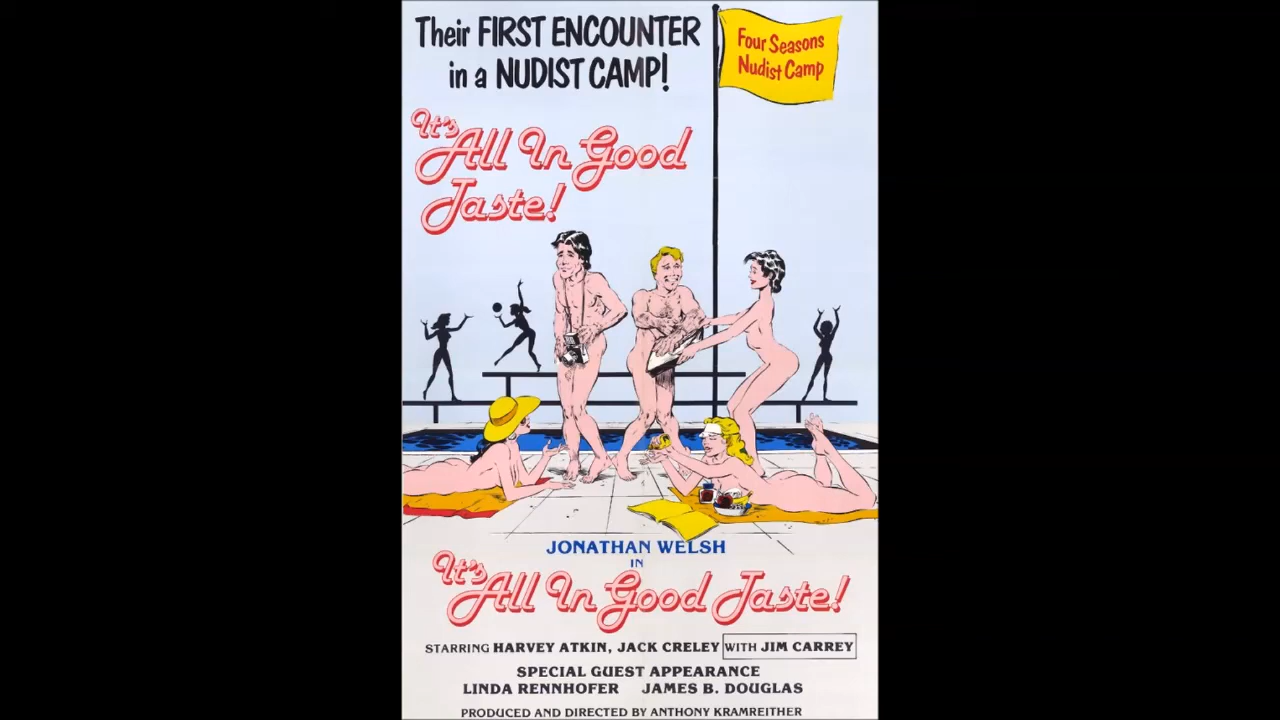 Their FIRST ENCOUNTER
in a NUDIST CAMP!
Four Seasons
Nudist Camp
It's All In Good
Taste!
JONATHAN WELSH
IN
It's All In Good Taste!
STARRING HARVEY ATKIN, JACK CRELEY WITH JIM CARREY
SPECIAL GUEST APPEARANCE
LINDA RENNHOFER JAMES B. DOUGLAS
PRODUCED AND DIRECTED BY ANTHONY KRAMREITHER